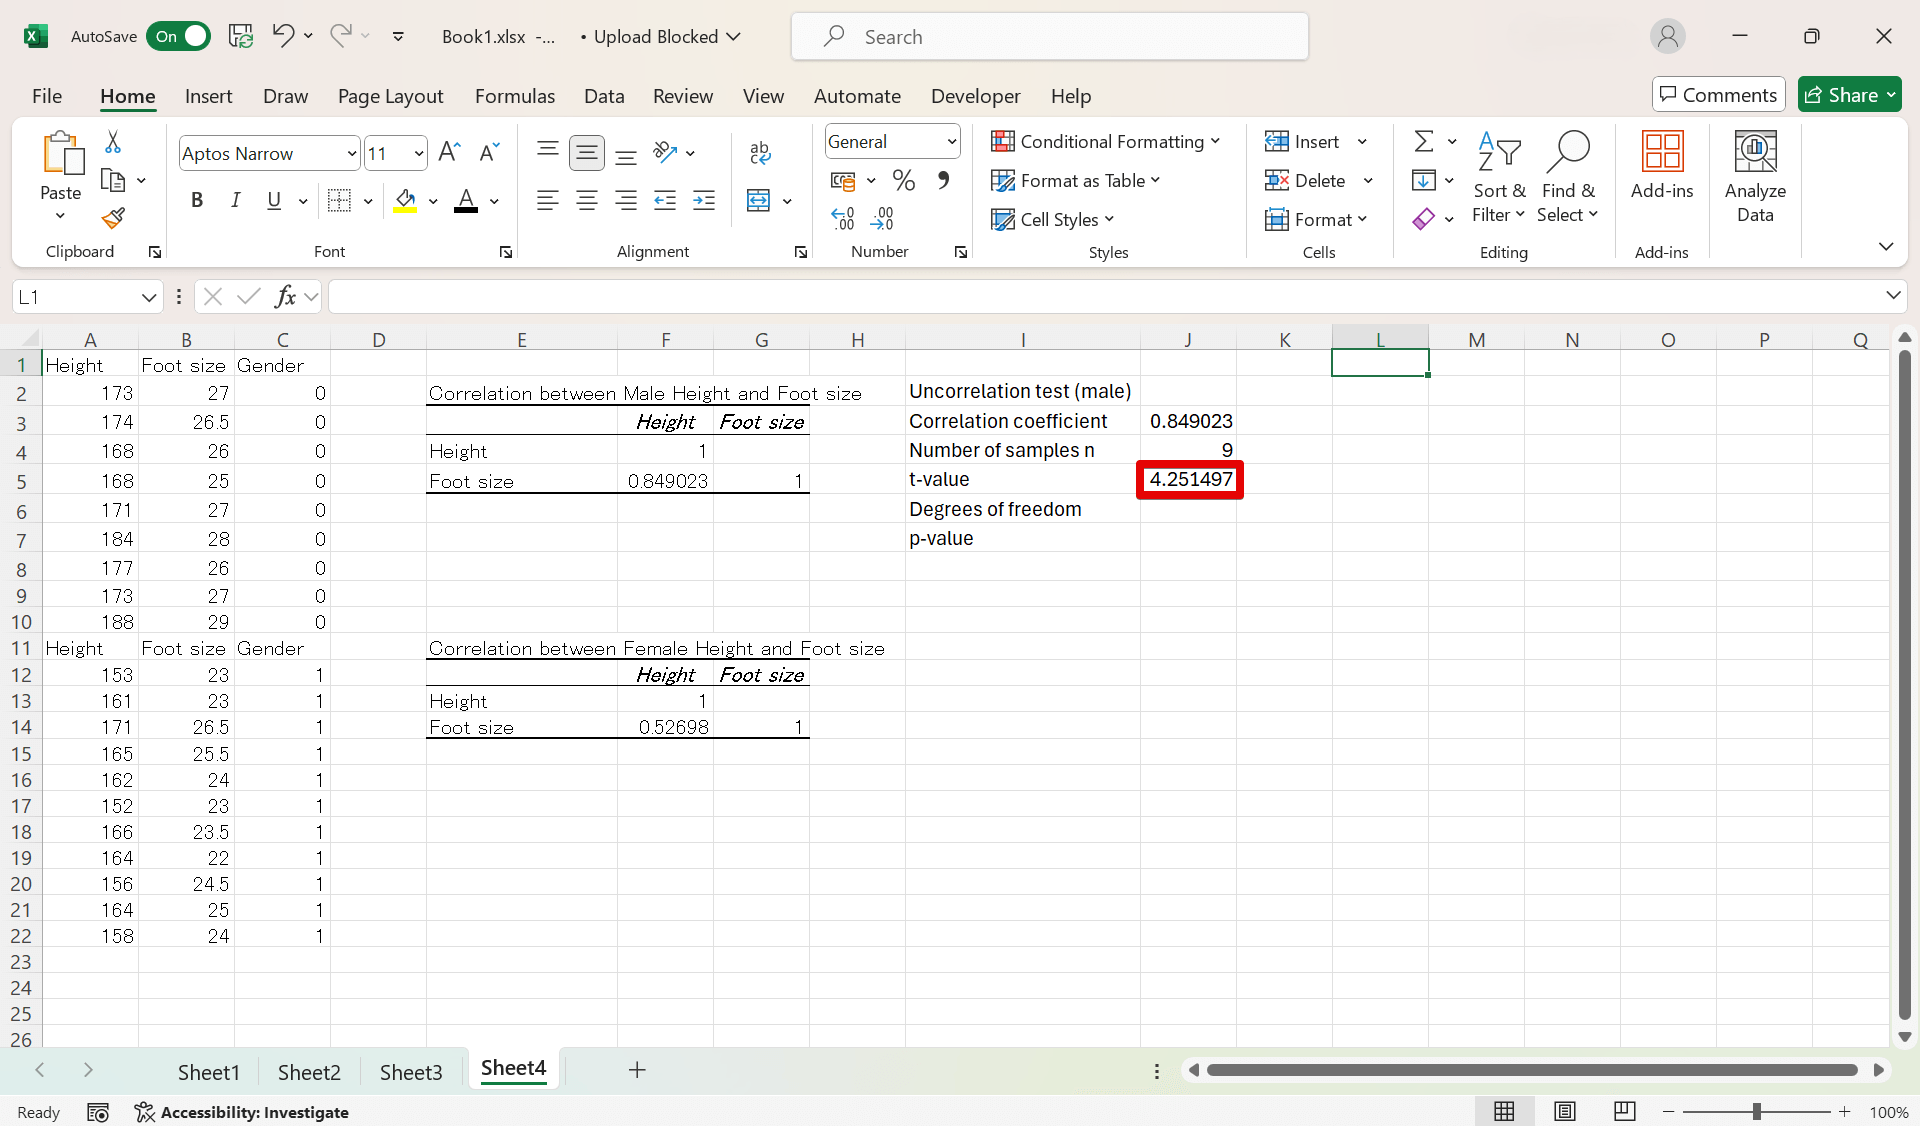 AutoSave On Book1.xlsx -... • Upload Blocked Search
File Home Insert Draw Page Layout Formulas Data Review View Automate Developer Help Comments Share
Paste Aptos Narrow 11 General Conditional Formatting Format as Table Cell Styles Insert Delete Format Sort & Filter Find & Select Add-ins Analyze Data
B I U
Clipboard Font Alignment Number Styles Cells Editing Add-ins
L1 fx
A B C D E F G H I J K L M N O P Q
1 Height Foot size Gender
2 173 27 0 Correlation between Male Height and Foot size Uncorrelation test (male)
3 174 26.5 0 Height Foot size Correlation coefficient 0.849023
4 168 26 0 Height 1 Number of samples n 9
5 168 25 0 Foot size 0.849023 1 t-value 4.251497
6 171 27 0 Degrees of freedom
7 184 28 0 p-value
8 177 26 0
9 173 27 0
10 188 29 0
11 Height Foot size Gender Correlation between Female Height and Foot size
12 153 23 1 Height Foot size
13 161 23 1 Height 1
14 171 26.5 1 Foot size 0.52698 1
15 165 25.5 1
16 162 24 1
17 152 23 1
18 166 23.5 1
19 164 22 1
20 156 24.5 1
21 164 25 1
22 158 24 1
23
24
25
26
Sheet1 Sheet2 Sheet3 Sheet4 +
Ready Accessibility: Investigate 100%